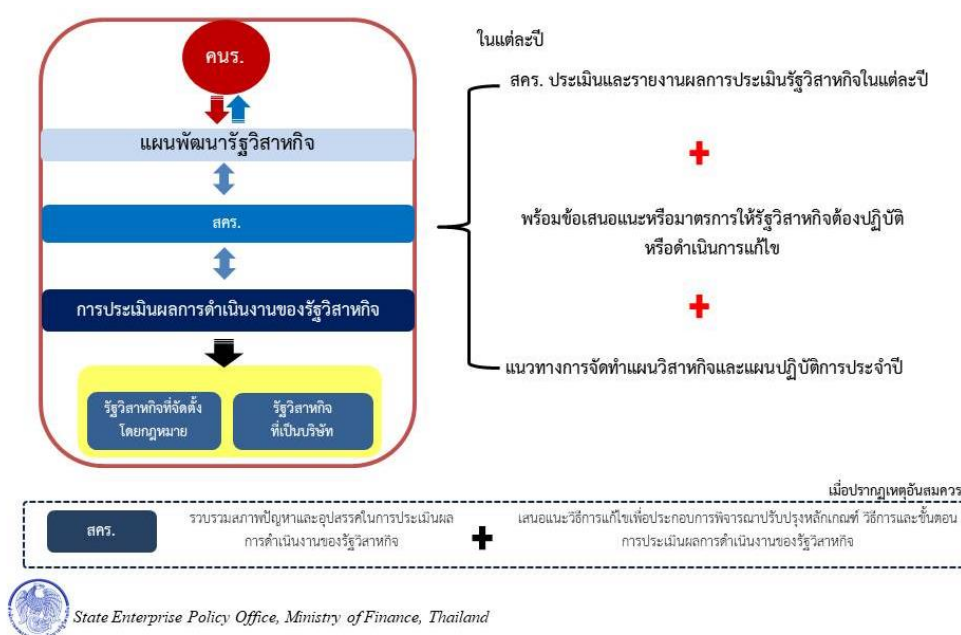 คนร.
แผนพัฒนารัฐวิสาหกิจ
สคร.
การประเมินผลการดำเนินงานของรัฐวิสาหกิจ
รัฐวิสาหกิจที่จัดตั้ง
โดยกฎหมาย
รัฐวิสาหกิจ
ที่เป็นบริษัท
ในแต่ละปี
สคร. ประเมินและรายงานผลการประเมินรัฐวิสาหกิจในแต่ละปี
+
พร้อมข้อเสนอแนะหรือมาตรการให้รัฐวิสาหกิจต้องปฏิบัติ
หรือดำเนินการแก้ไข
+
แนวทางการจัดทำแผนวิสาหกิจและแผนปฏิบัติการประจำปี
เมื่อปรากฏเหตุอันสมควร
สคร.
รวบรวมสภาพปัญหาและอุปสรรคในการประเมินผล
การดำเนินงานของรัฐวิสาหกิจ
+
เสนอแนะวิธีการแก้ไขเพื่อประกอบการพิจารณาปรับปรุงหลักเกณฑ์ วิธีการและขั้นตอน
การประเมินผลการดำเนินงานของรัฐวิสาหกิจ
State Enterprise Policy Office, Ministry of Finance, Thailand